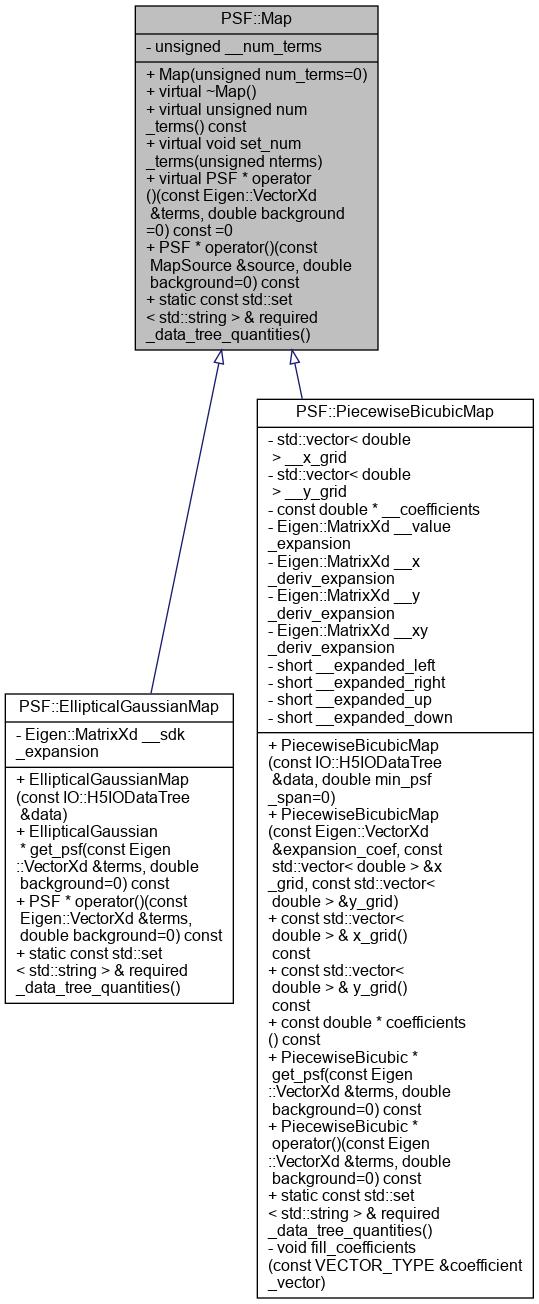 PSF::Map
- unsigned __num_terms
+ Map(unsigned num_terms=0)
+ virtual ~Map()
+ virtual unsigned num
_terms() const
+ virtual void set_num
_terms(unsigned nterms)
+ virtual PSF * operator
()(const Eigen::VectorXd
&terms, double background
=0) const =0
+ PSF * operator()(const
MapSource &source, double
background=0) const
+ static const std::set
< std::string > & required
_data_tree_quantities()
PSF::PiecewiseBicubicMap
- std::vector< double
> __x_grid
- std::vector< double
> __y_grid
- const double * __coefficients
- Eigen::MatrixXd __value
_expansion
- Eigen::MatrixXd __x
_deriv_expansion
- Eigen::MatrixXd __y
_deriv_expansion
- Eigen::MatrixXd __xy
_deriv_expansion
- short __expanded_left
- short __expanded_right
- short __expanded_up
- short __expanded_down
+ PiecewiseBicubicMap
(const IO::H5IODataTree
&data, double min_psf
_span=0)
+ PiecewiseBicubicMap
(const Eigen::VectorXd
&expansion_coef, const
std::vector< double > &x
_grid, const std::vector<
double > &y_grid)
+ const std::vector<
double > & x_grid()
const
+ const std::vector<
double > & y_grid()
const
+ const double * coefficients
() const
+ PiecewiseBicubic *
get_psf(const Eigen
::VectorXd &terms, double
background=0) const
+ PiecewiseBicubic *
operator()(const Eigen
::VectorXd &terms, double
background=0) const
+ static const std::set
< std::string > & required
_data_tree_quantities()
- void fill_coefficients
(const VECTOR_TYPE &coefficient
_vector)
PSF::EllipticalGaussianMap
- Eigen::MatrixXd __sdk
_expansion
+ EllipticalGaussianMap
(const IO::H5IODataTree
&data)
+ EllipticalGaussian
* get_psf(const Eigen
::VectorXd &terms, double
background=0) const
+ PSF * operator()(const
Eigen::VectorXd &terms,
double background=0) const
+ static const std::set
< std::string > & required
_data_tree_quantities()